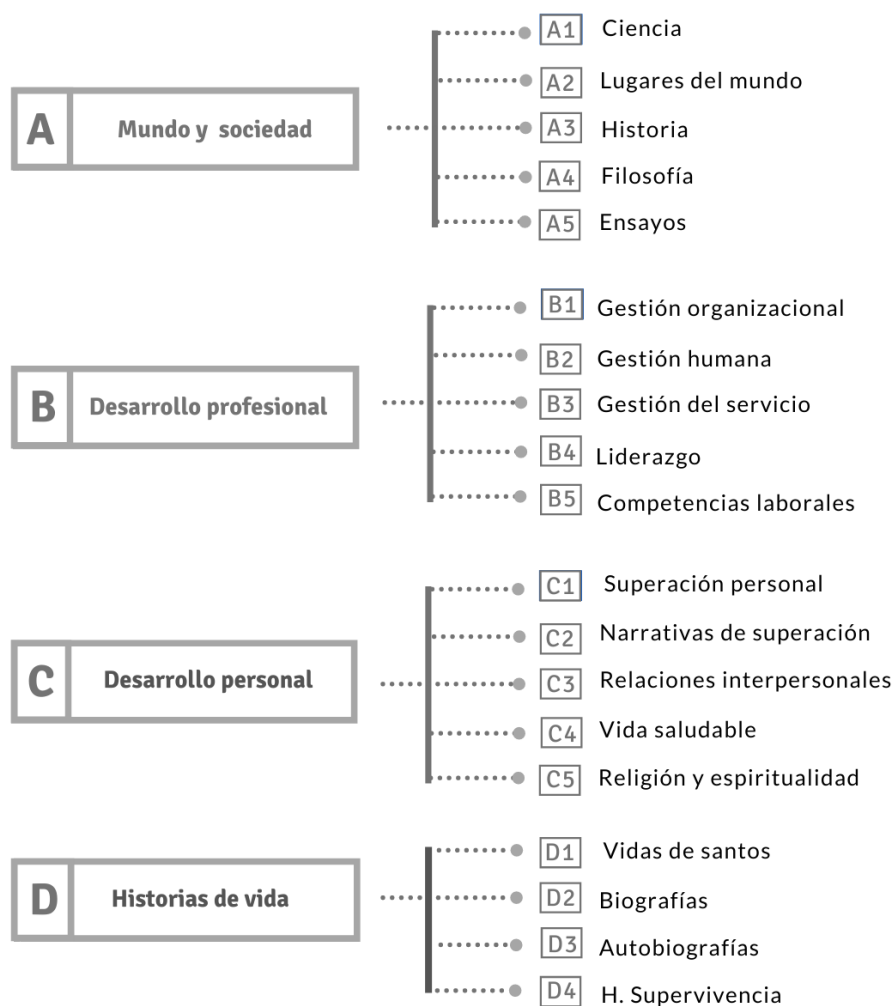 A1 Ciencia
A2 Lugares del mundo
A Mundo y sociedad
A3 Historia
A4 Filosofía
A5 Ensayos
B1 Gestión organizacional
B2 Gestión humana
B Desarrollo profesional
B3 Gestión del servicio
B4 Liderazgo
B5 Competencias laborales
C1 Superación personal
C2 Narrativas de superación
C Desarrollo personal
C3 Relaciones interpersonales
C4 Vida saludable
C5 Religión y espiritualidad
D1 Vidas de santos
D Historias de vida
D2 Biografías
D3 Autobiografías
D4 H. Supervivencia